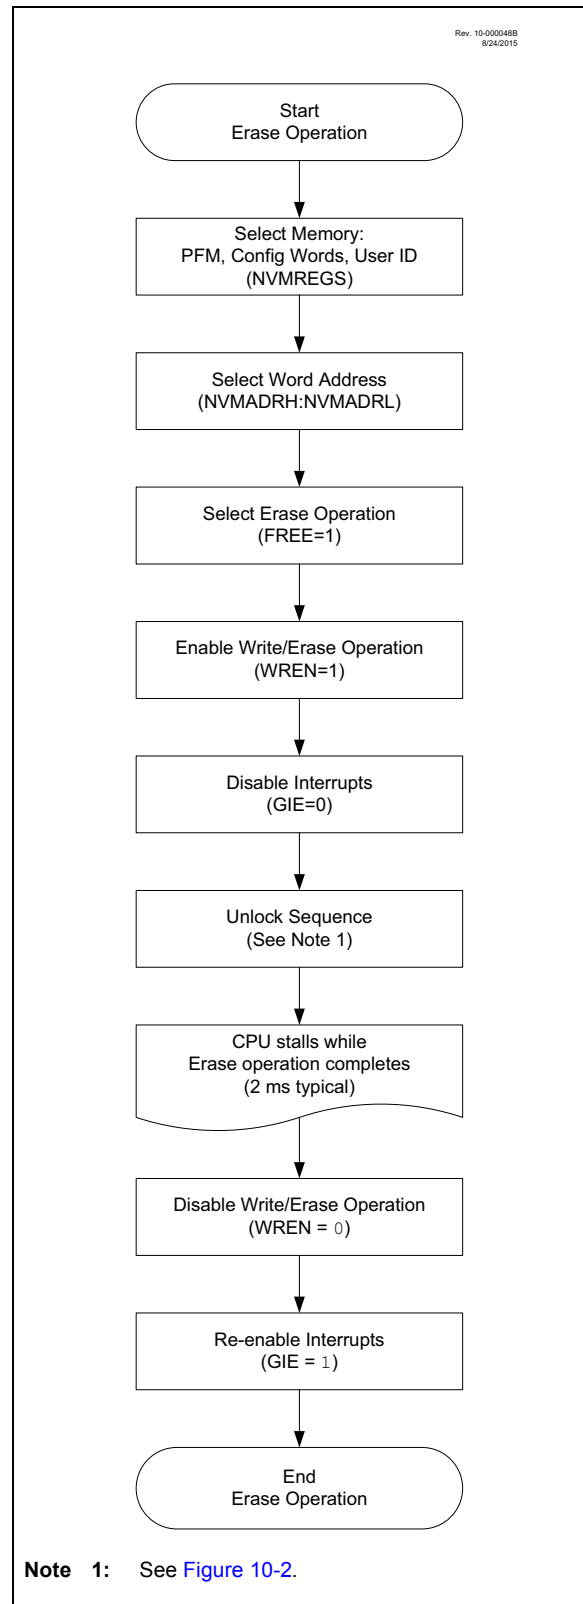 Rev. 10-000048B
8/24/2015
Start
Erase Operation
Select Memory:
PFM, Config Words, User ID
(NVMREGS)
Select Word Address
(NVMADRH:NVMADRL)
Select Erase Operation
(FREE=1)
Enable Write/Erase Operation
(WREN=1)
Disable Interrupts
(GIE=0)
Unlock Sequence
(See Note 1)
CPU stalls while
Erase operation completes
(2 ms typical)
Disable Write/Erase Operation
(WREN = 0)
Re-enable Interrupts
(GIE = 1)
End
Erase Operation
Note 1: See Figure 10-2.